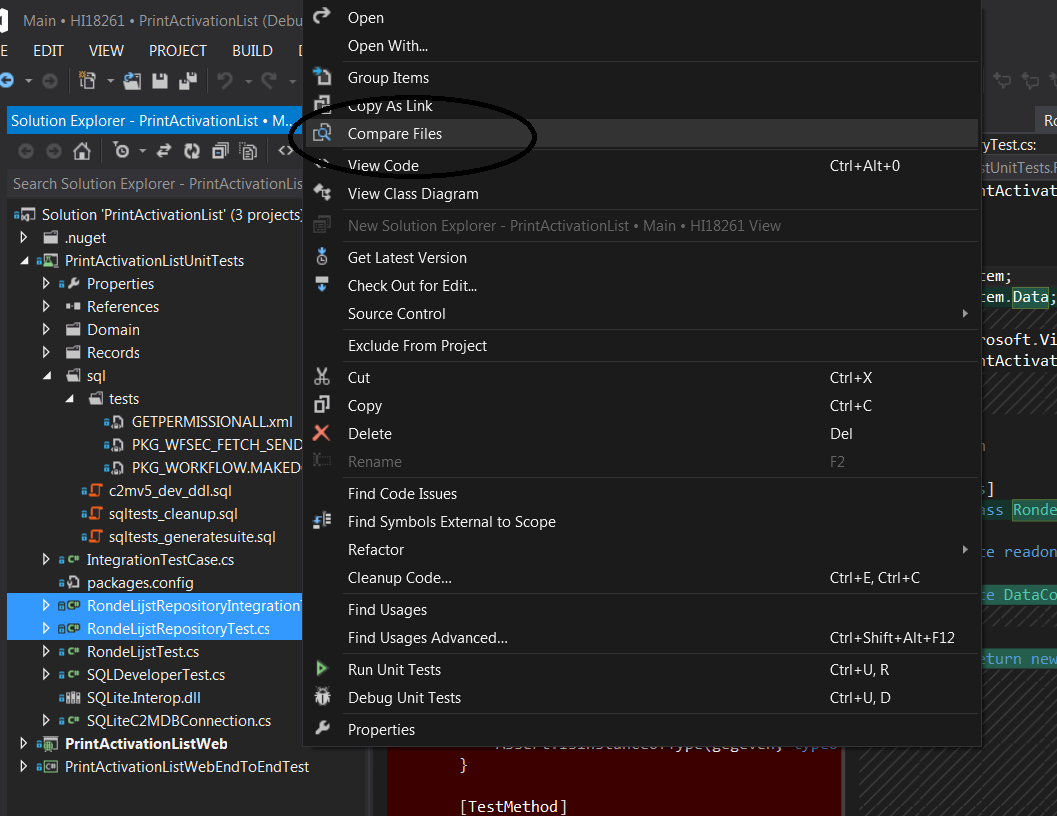 Main • HI18261 • PrintActivationList (Debu
E EDIT VIEW PROJECT BUILD
Solution Explorer - PrintActivationList • M...
Search Solution Explorer - PrintActivationLis
Solution 'PrintActivationList' (3 projects)
.nuget
PrintActivationListUnitTests
Properties
References
Domain
Records
sql
tests
GETPERMISSIONALL.xml
PKG_WFSEC_FETCH_SEND
PKG_WORKFLOW.MAKED
c2mv5_dev_ddl.sql
sqltests_cleanup.sql
sqltests_generatesuite.sql
IntegrationTestCase.cs
packages.config
RondeLijstRepositoryIntegrationT
RondeLijstRepositoryTest.cs
RondeLijstTest.cs
SQLDeveloperTest.cs
SQLite.Interop.dll
SQLiteC2MDBConnection.cs
PrintActivationListWeb
PrintActivationListWebEndToEndTest
Open
Open With...
Group Items
Copy As Link
Compare Files
View Code Ctrl+Alt+0
View Class Diagram
New Solution Explorer - PrintActivationList • Main • HI18261 View
Get Latest Version
Check Out for Edit...
Source Control
Exclude From Project
Cut Ctrl+X
Copy Ctrl+C
Delete Del
Rename F2
Find Code Issues
Find Symbols External to Scope
Refactor
Cleanup Code... Ctrl+E, Ctrl+C
Find Usages
Find Usages Advanced... Ctrl+Shift+Alt+F12
Run Unit Tests Ctrl+U, R
Debug Unit Tests Ctrl+U, D
Properties
Ro
yTest.cs:
tUnitTests.R
ntActivat
tem;
tem.Data;
rosoft.Vi
ntActivat
s]
ass Ronde
te readon
te DataCo
eturn new
}
[TestMethod]